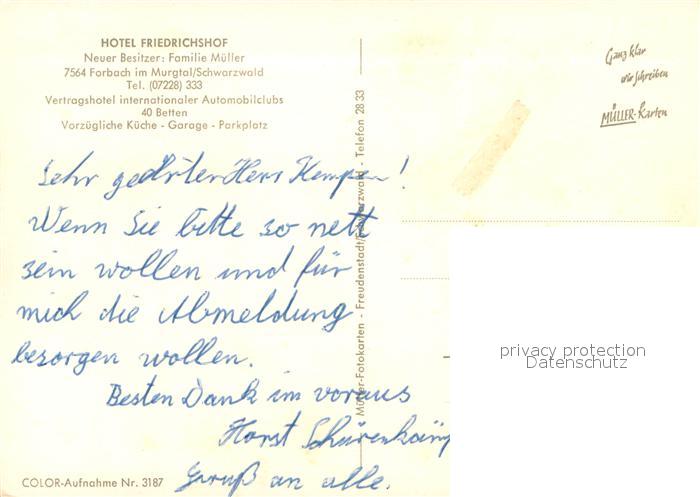 HOTEL FRIEDRICHSHOF
Neuer Besitzer: Familie Müller
7564 Forbach im Murgtal/Schwarzwald
Tel. (07228) 333
Vertragshotel internationaler Automobilclubs
40 Betten
Vorzügliche Küche - Garage - Parkplatz
Ganz klar
wir schreiben
MÜLLER-Karten
Sehr geehrter Herr Kempen!
Wenn Sie bitte so nett
sein wollen und für
mich die Abmeldung
besorgen wollen.
Besten Dank im voraus
Horst
Gruß an alle.
Müller-Fotokarten - Freudenstadt/Schwarzwald - Telefon 28 33
COLOR-Aufnahme Nr. 3187
privacy protection
Datenschutz